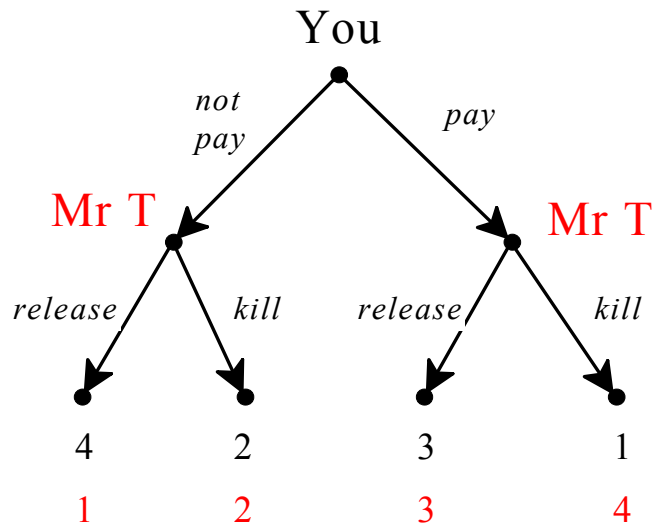 You
not
pay
pay
Mr T
Mr T
release
kill
release
kill
4 2 3 1
1 2 3 4